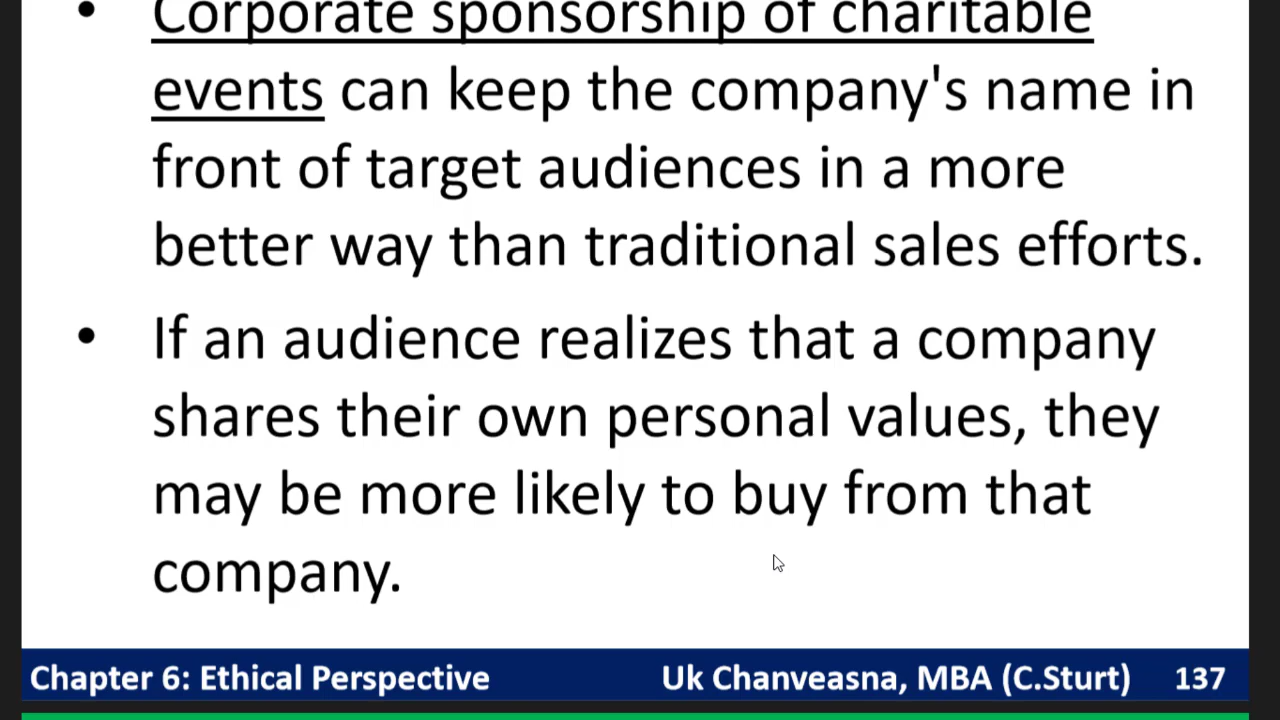 • Corporate sponsorship of charitable
events can keep the company's name in
front of target audiences in a more
better way than traditional sales efforts.
• If an audience realizes that a company
shares their own personal values, they
may be more likely to buy from that
company.
Chapter 6: Ethical Perspective Uk Chanveasna, MBA (C.Sturt) 137